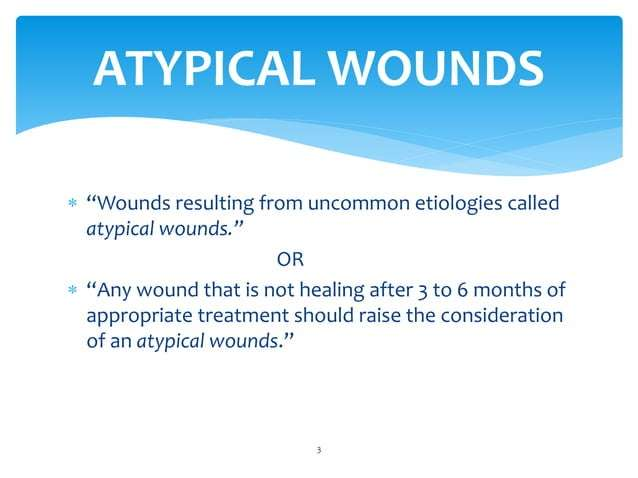 ATYPICAL WOUNDS
* “Wounds resulting from uncommon etiologies called
atypical wounds.”
OR
* “Any wound that is not healing after 3 to 6 months of
appropriate treatment should raise the consideration
of an atypical wounds.”
3